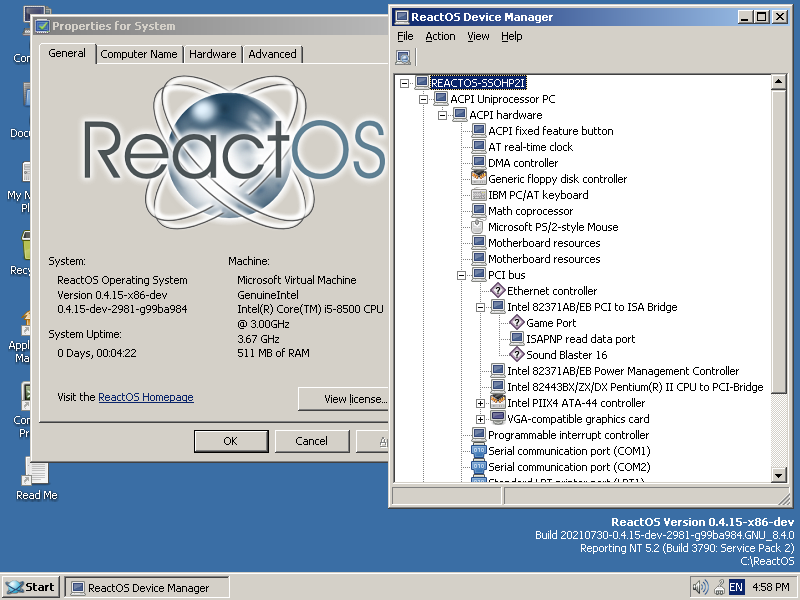 Properties for System
General
Computer Name
Hardware
Advanced
ReactOS
System:
ReactOS Operating System
Version 0.4.15-x86-dev
0.4.15-dev-2981-g99ba984
System Uptime:
0 Days, 00:04:22
Machine:
Microsoft Virtual Machine
GenuineIntel
Intel(R) Core(TM) i5-8500 CPU
@ 3.00GHz
3.67 GHz
511 MB of RAM
Visit the ReactOS Homepage
View license...
OK
Cancel
ReactOS Device Manager
File
Action
View
Help
REACTOS-SSOHP2I
ACPI Uniprocessor PC
ACPI hardware
ACPI fixed feature button
AT real-time clock
DMA controller
Generic floppy disk controller
IBM PC/AT keyboard
Math coprocessor
Microsoft PS/2-style Mouse
Motherboard resources
Motherboard resources
PCI bus
Ethernet controller
Intel 82371AB/EB PCI to ISA Bridge
Game Port
ISAPNP read data port
Sound Blaster 16
Intel 82371AB/EB Power Management Controller
Intel 82443BX/ZX/DX Pentium(R) II CPU to PCI-Bridge
Intel PIIX4 ATA-44 controller
VGA-compatible graphics card
Programmable interrupt controller
Serial communication port (COM1)
Serial communication port (COM2)
Read Me
ReactOS Version 0.4.15-x86-dev
Build 20210730-0.4.15-dev-2981-g99ba984.GNU_8.4.0
Reporting NT 5.2 (Build 3790: Service Pack 2)
C:\ReactOS
Start
ReactOS Device Manager
EN
4:58 PM